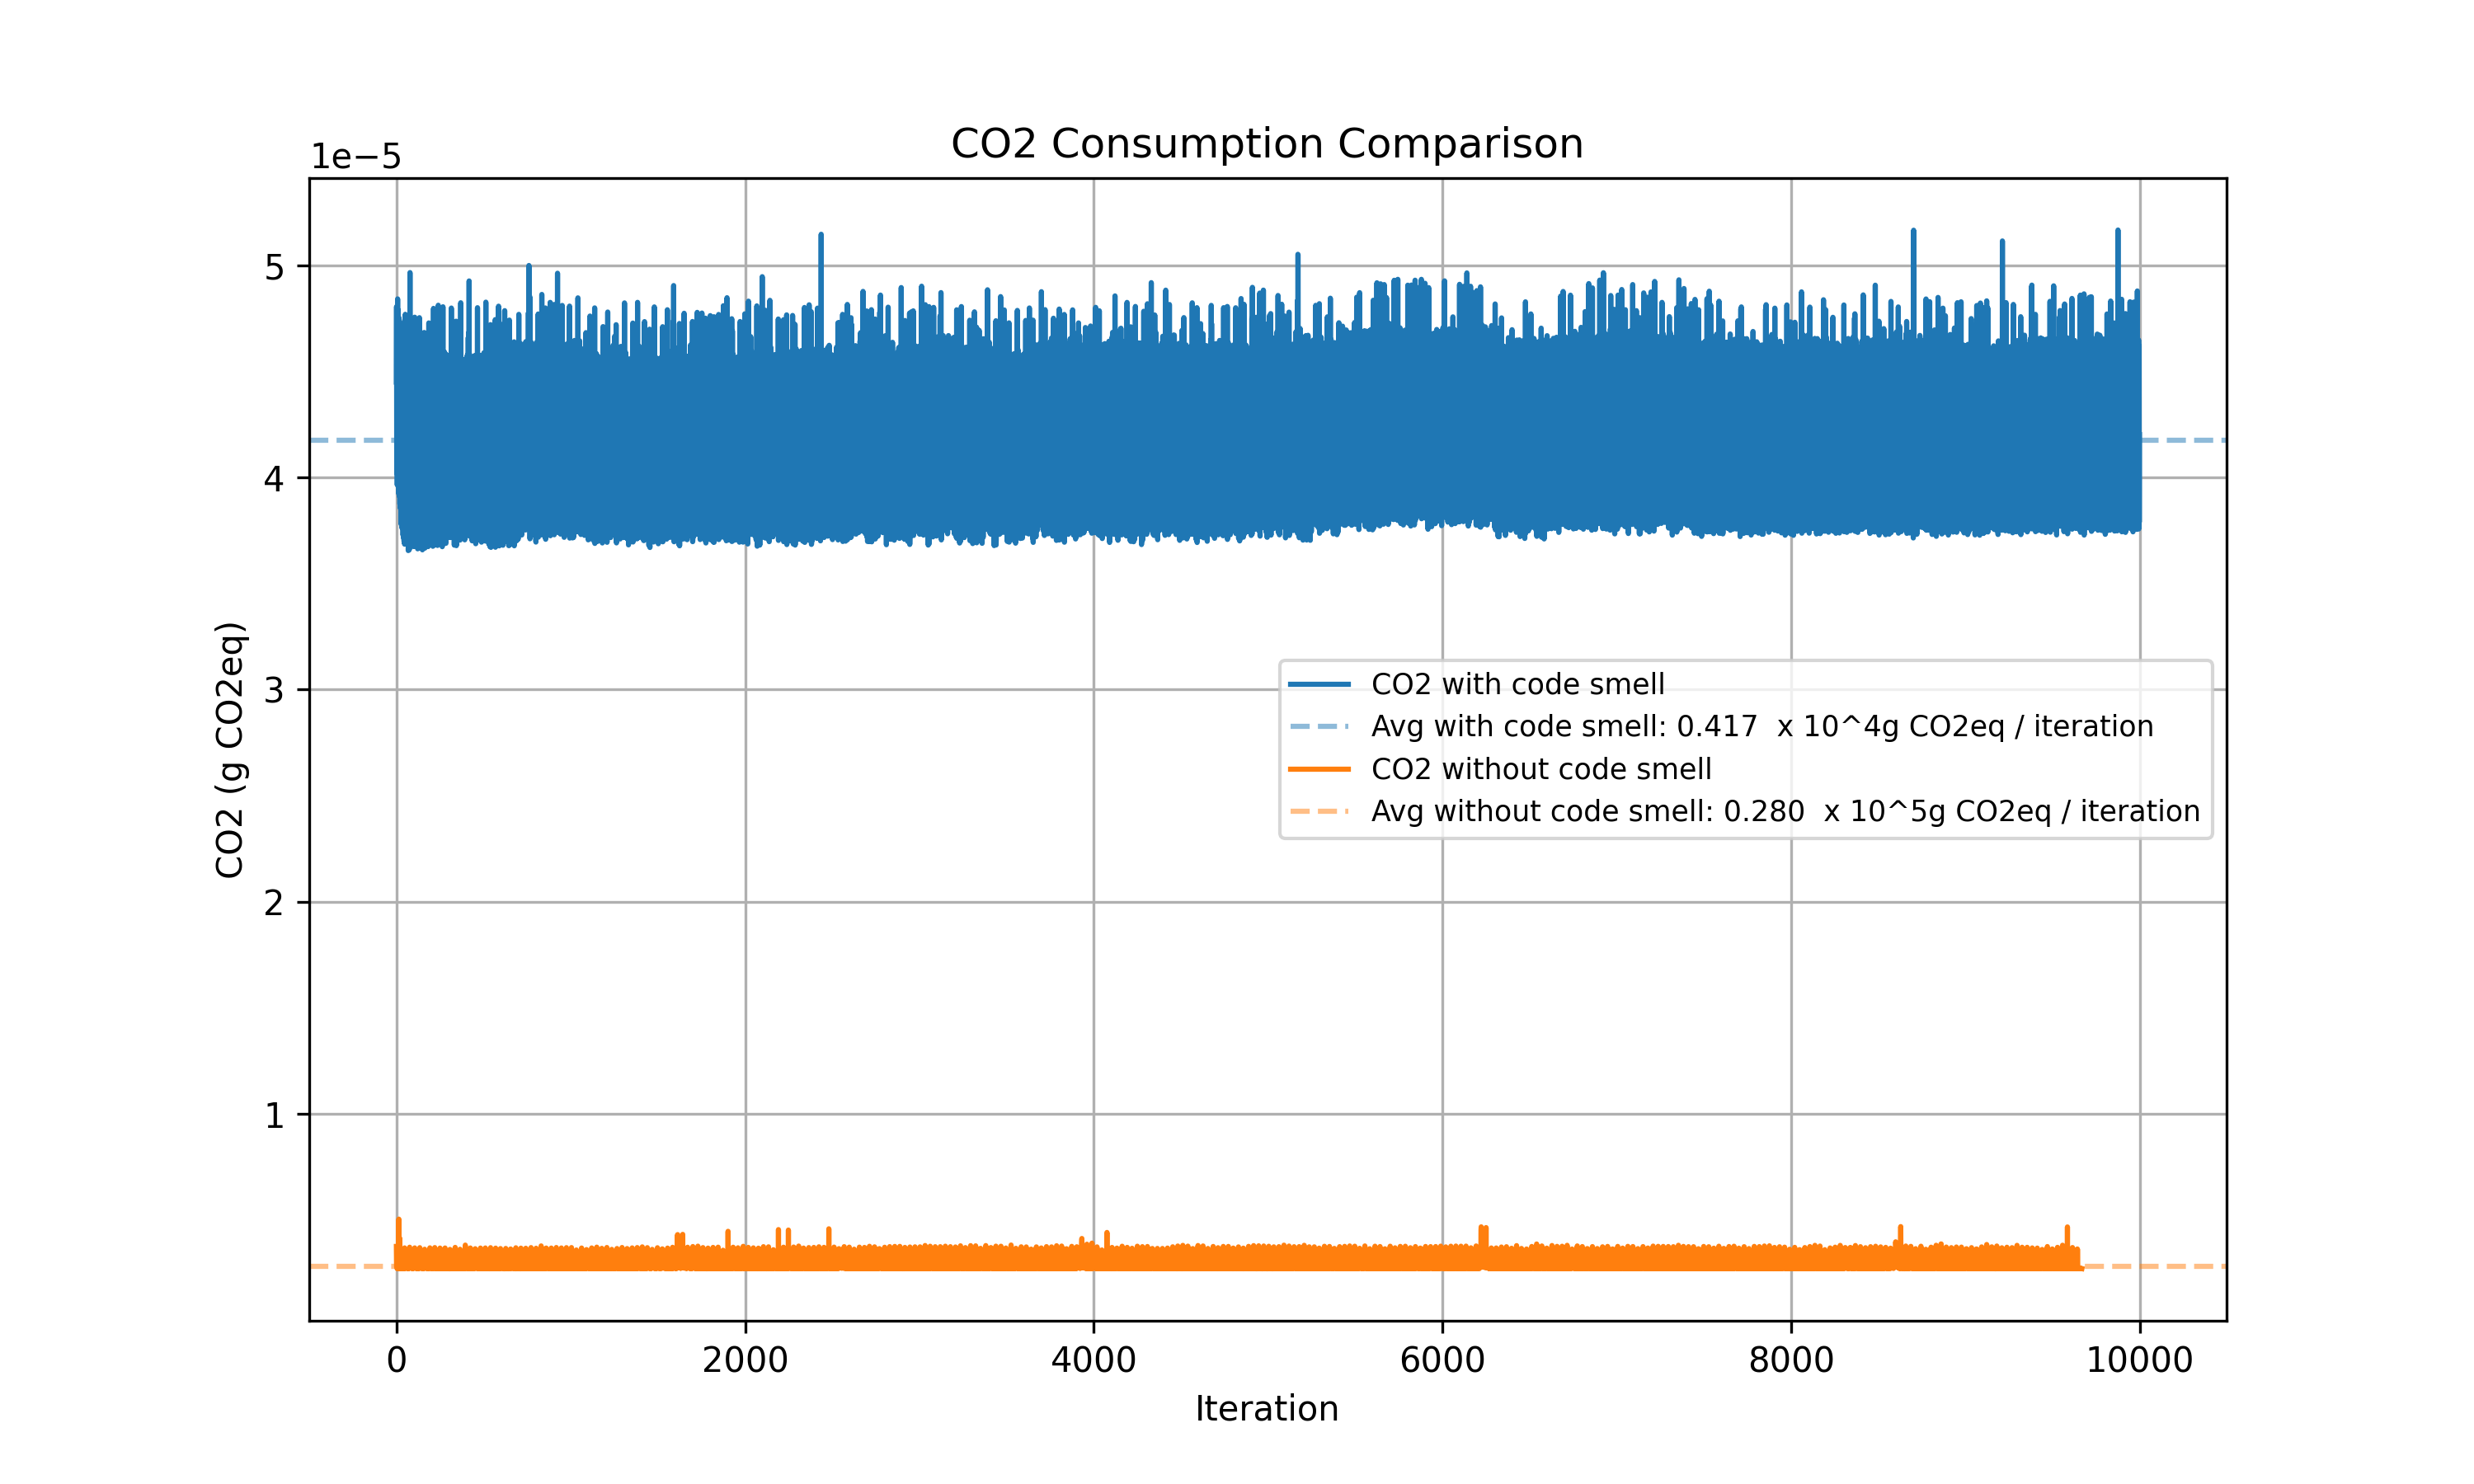 CO2 Consumption Comparison
1e−5
5
4
3
2
1
CO2 (g CO2eq)
CO2 with code smell
Avg with code smell: 0.417  x 10^4g CO2eq / iteration
CO2 without code smell
Avg without code smell: 0.280  x 10^5g CO2eq / iteration
0 2000 4000 6000 8000 10000
Iteration